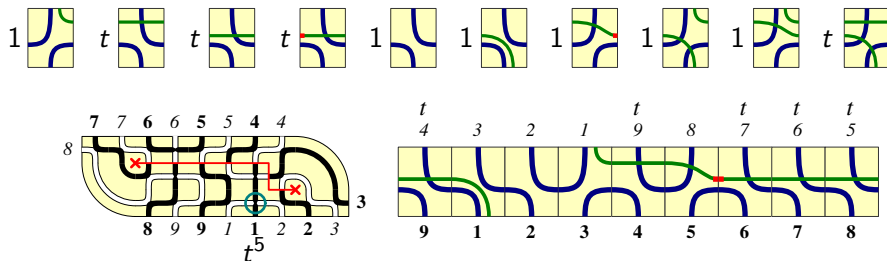 1 t t t 1 1 1 1 1 t
7 7 6 6 5 5 4 4
8
3
8 9 9 1 1 2 2 3
t^5
t t t t t
4 3 2 1 9 8 7 6 5
9 1 2 3 4 5 6 7 8